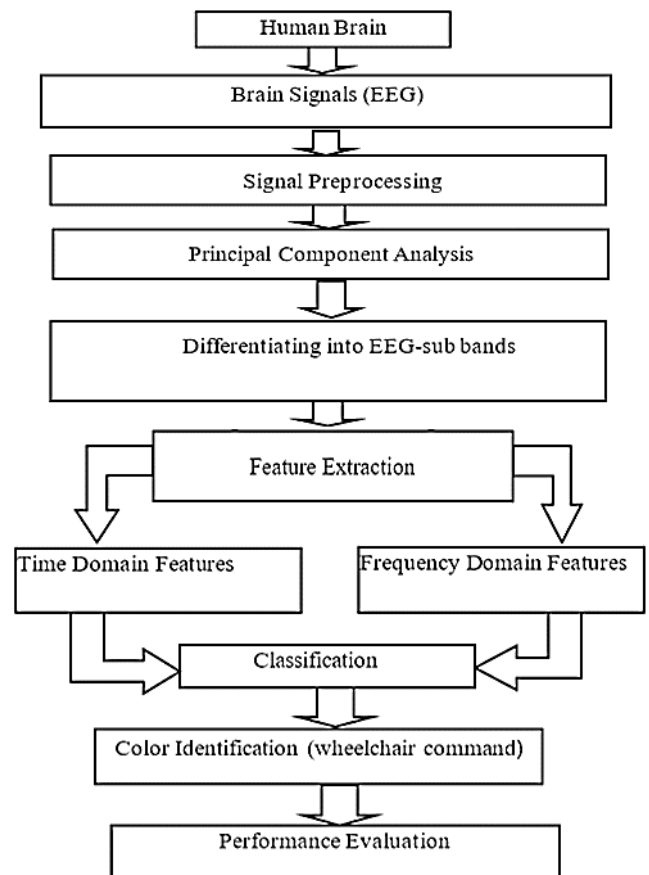 Human Brain
Brain Signals (EEG)
Signal Preprocessing
Principal Component Analysis
Differentiating into EEG-sub bands
Feature Extraction
Time Domain Features
Frequency Domain Features
Classification
Color Identification (wheelchair command)
Performance Evaluation